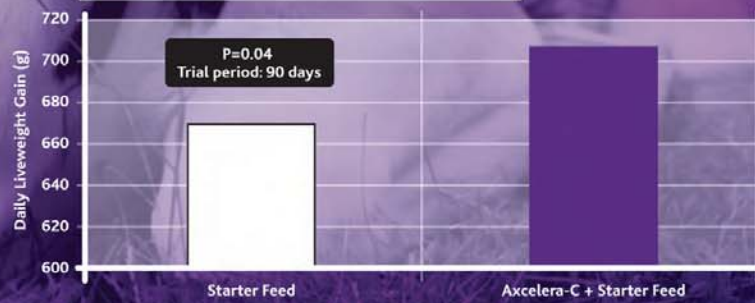 720
700
680
660
640
620
600
Daily Liveweight Gain (g)
P=0.04
Trial period: 90 days
Starter Feed
Axcelera-C + Starter Feed